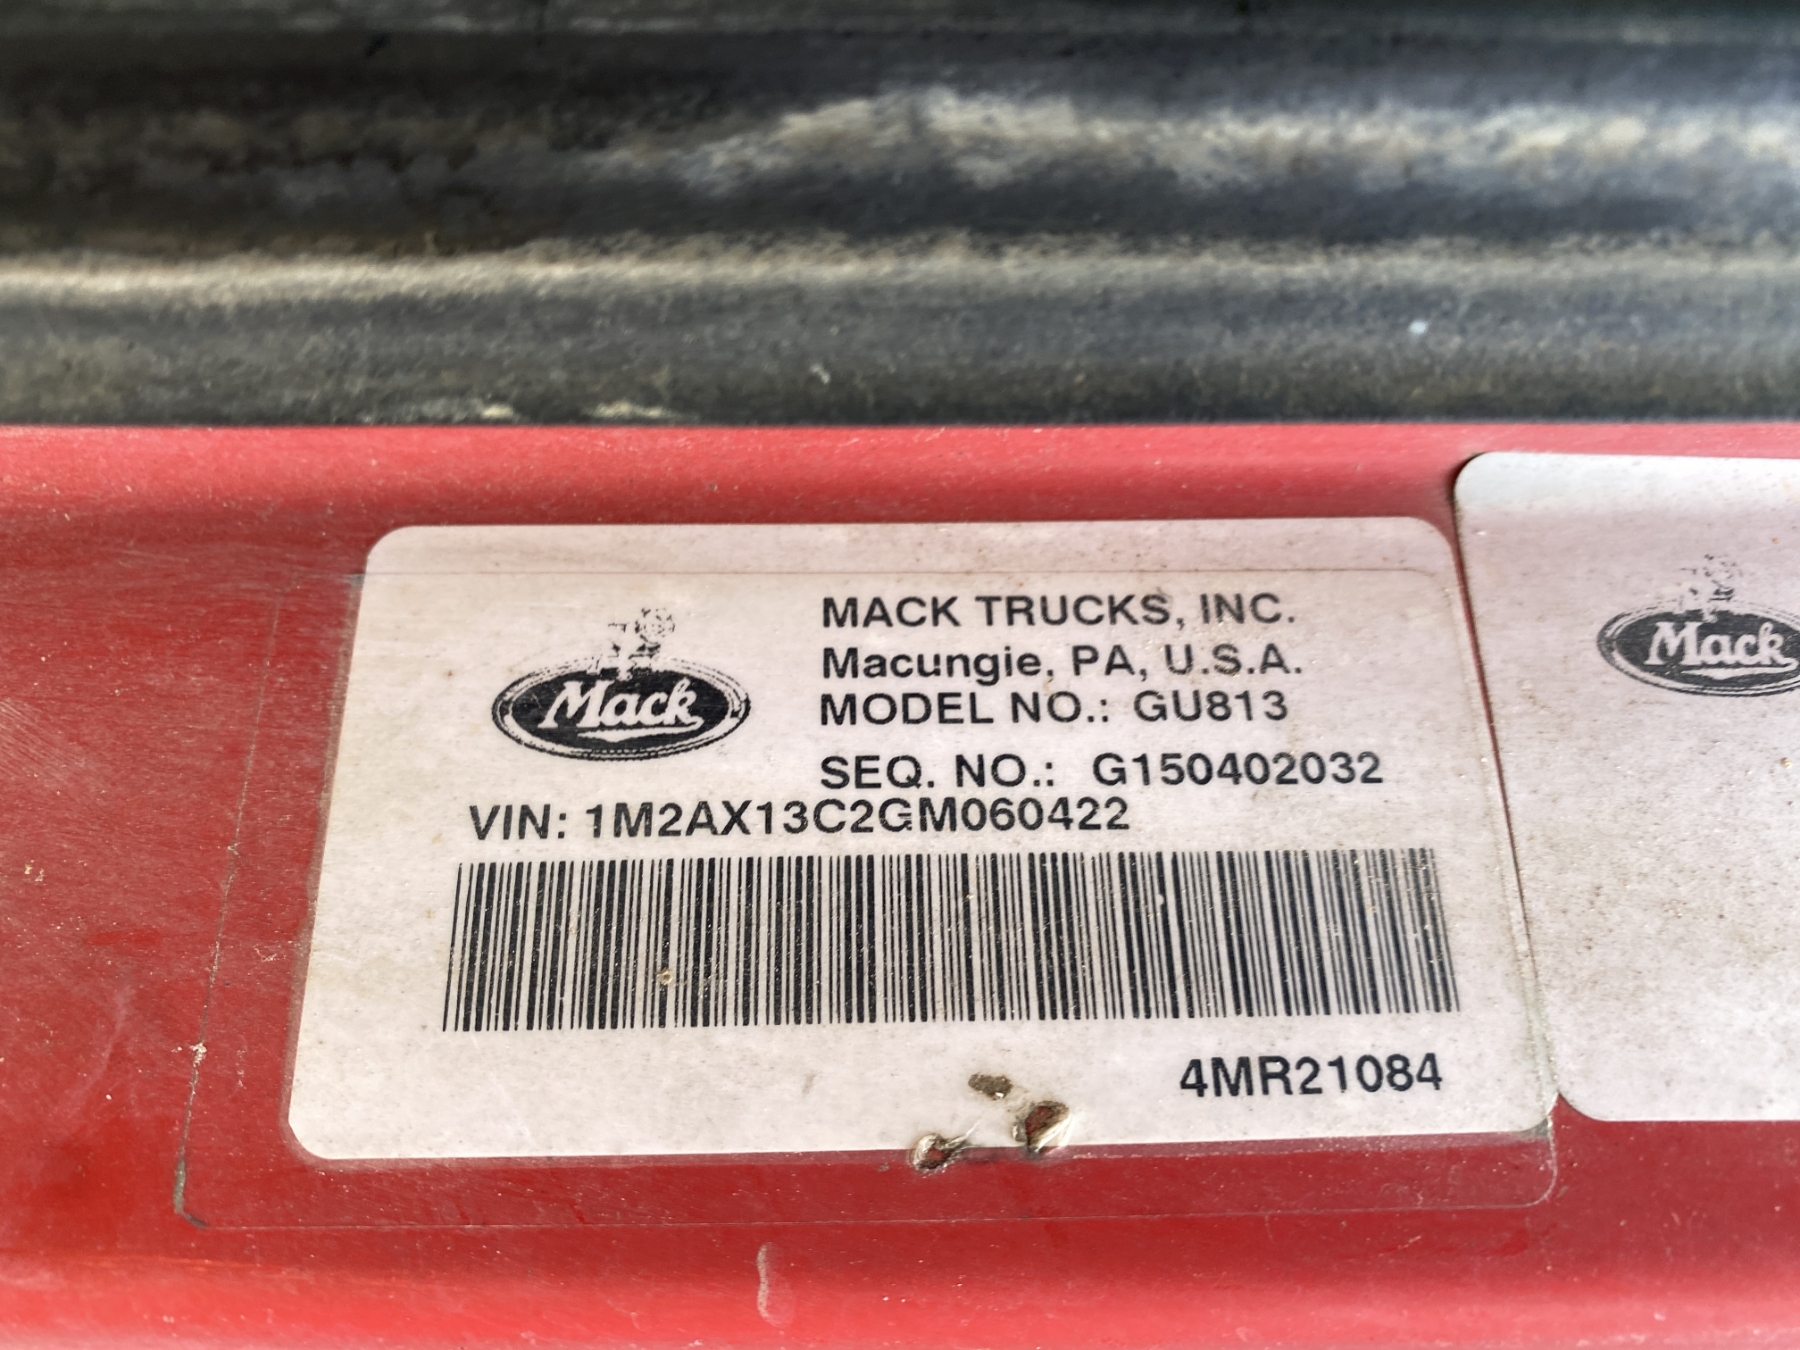 MACK TRUCKS, INC.
Macungie, PA, U.S.A.
MODEL NO.: GU813
SEQ. NO.: G150402032
Mack
VIN: 1M2AX13C2GM060422
4MR21084
Mack